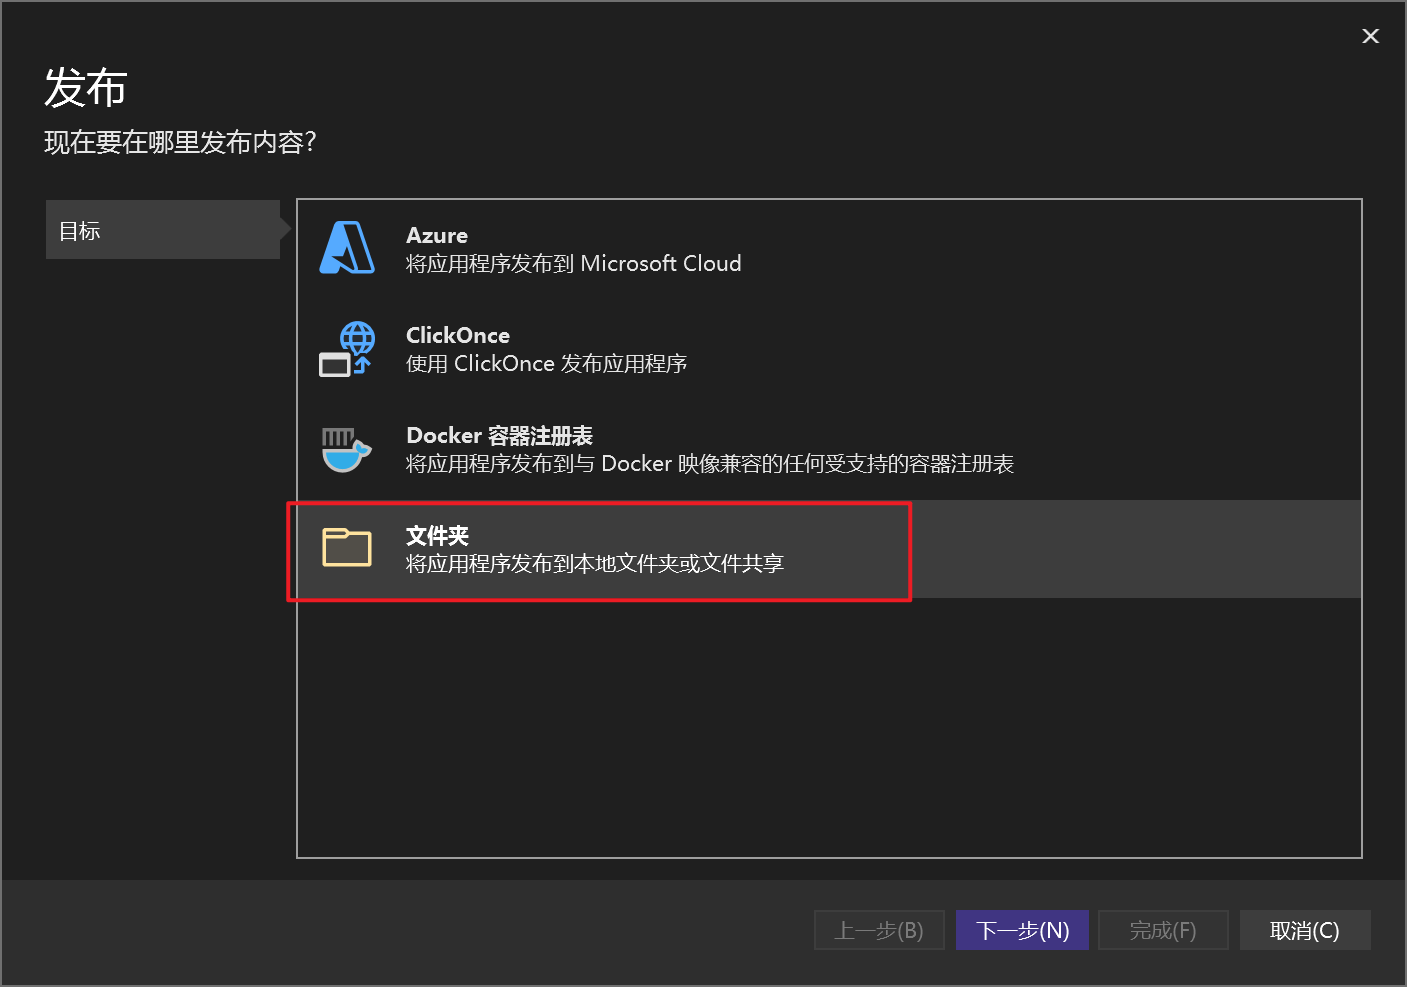 发布
现在要在哪里发布内容?
目标
Azure
将应用程序发布到 Microsoft Cloud
ClickOnce
使用 ClickOnce 发布应用程序
Docker 容器注册表
将应用程序发布到与 Docker 映像兼容的任何受支持的容器注册表
文件夹
将应用程序发布到本地文件夹或文件共享
上一步(B)
下一步(N)
完成(F)
取消(C)